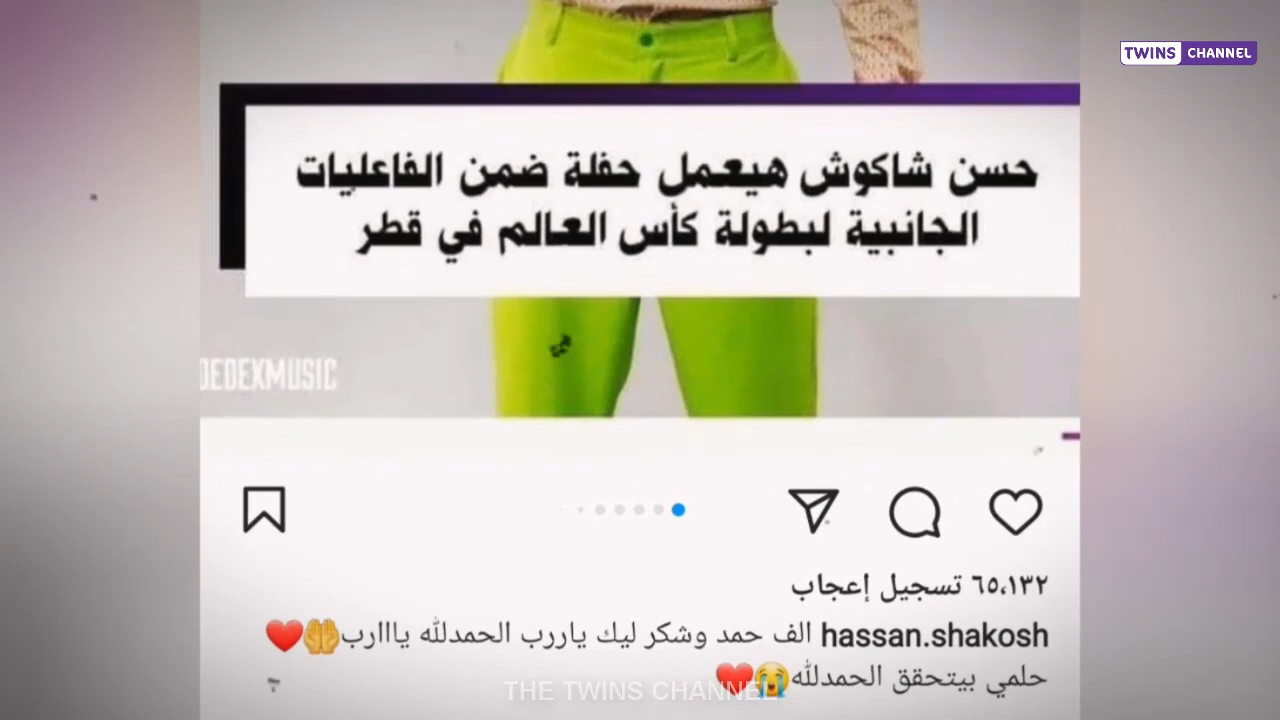 TWINS CHANNEL
حسن شاكوش هيعمل حفلة ضمن الفاعليات
الجانبية لبطولة كأس العالم في قطر
DEDEXMUSIC
٦٥،١٣٢ تسجيل إعجاب
hassan.shakosh الف حمد وشكر ليك ياررب الحمدلله يااارب🤲❤️
حلمي بيتحقق الحمدلله😭❤️
THE TWINS CHANNEL